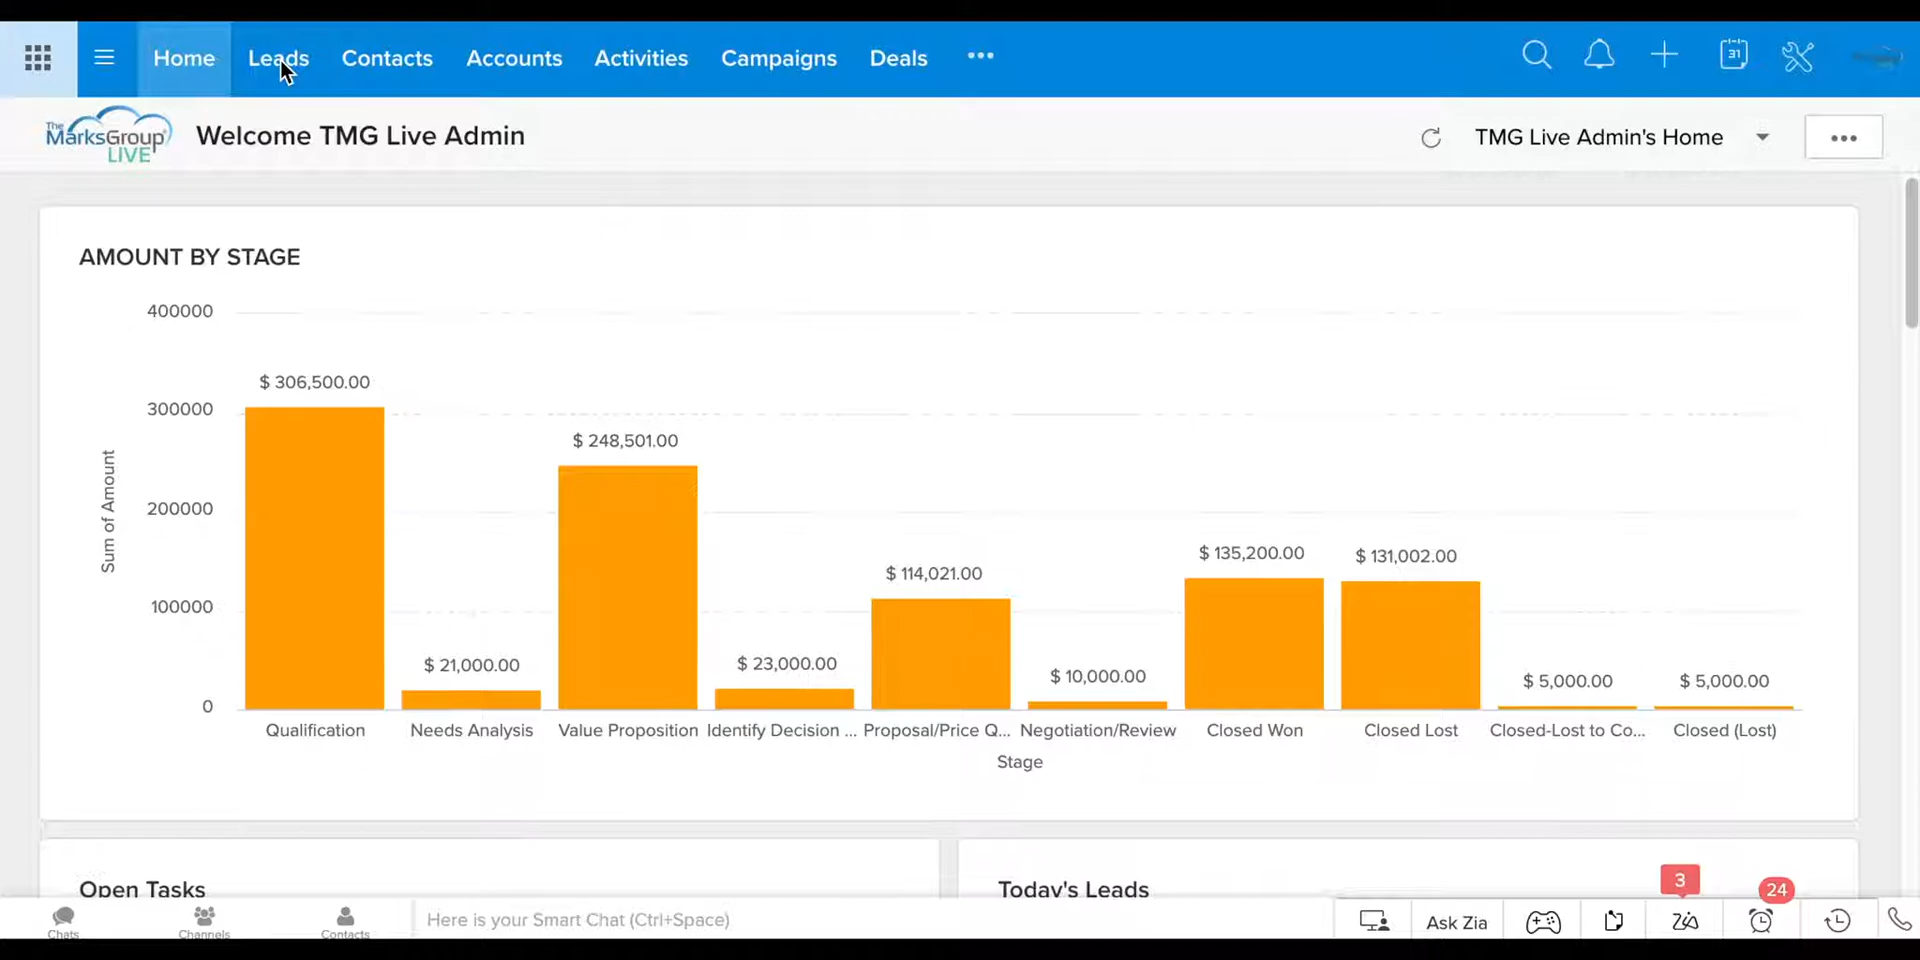 Home Leads Contacts Accounts Activities Campaigns Deals
31
The
MarksGroup
LIVE
Welcome TMG Live Admin
TMG Live Admin's Home
AMOUNT BY STAGE
400000
300000
200000
100000
0
Sum of Amount
$ 306,500.00
$ 21,000.00
$ 248,501.00
$ 23,000.00
$ 114,021.00
$ 10,000.00
$ 135,200.00
$ 131,002.00
$ 5,000.00
$ 5,000.00
Qualification
Needs Analysis
Value Proposition
Identify Decision ...
Proposal/Price Q...
Negotiation/Review
Closed Won
Closed Lost
Closed-Lost to Co...
Closed (Lost)
Stage
Open Tasks
Today's Leads
3
24
Chats
Channels
Contacts
Here is your Smart Chat (Ctrl+Space)
Ask Zia